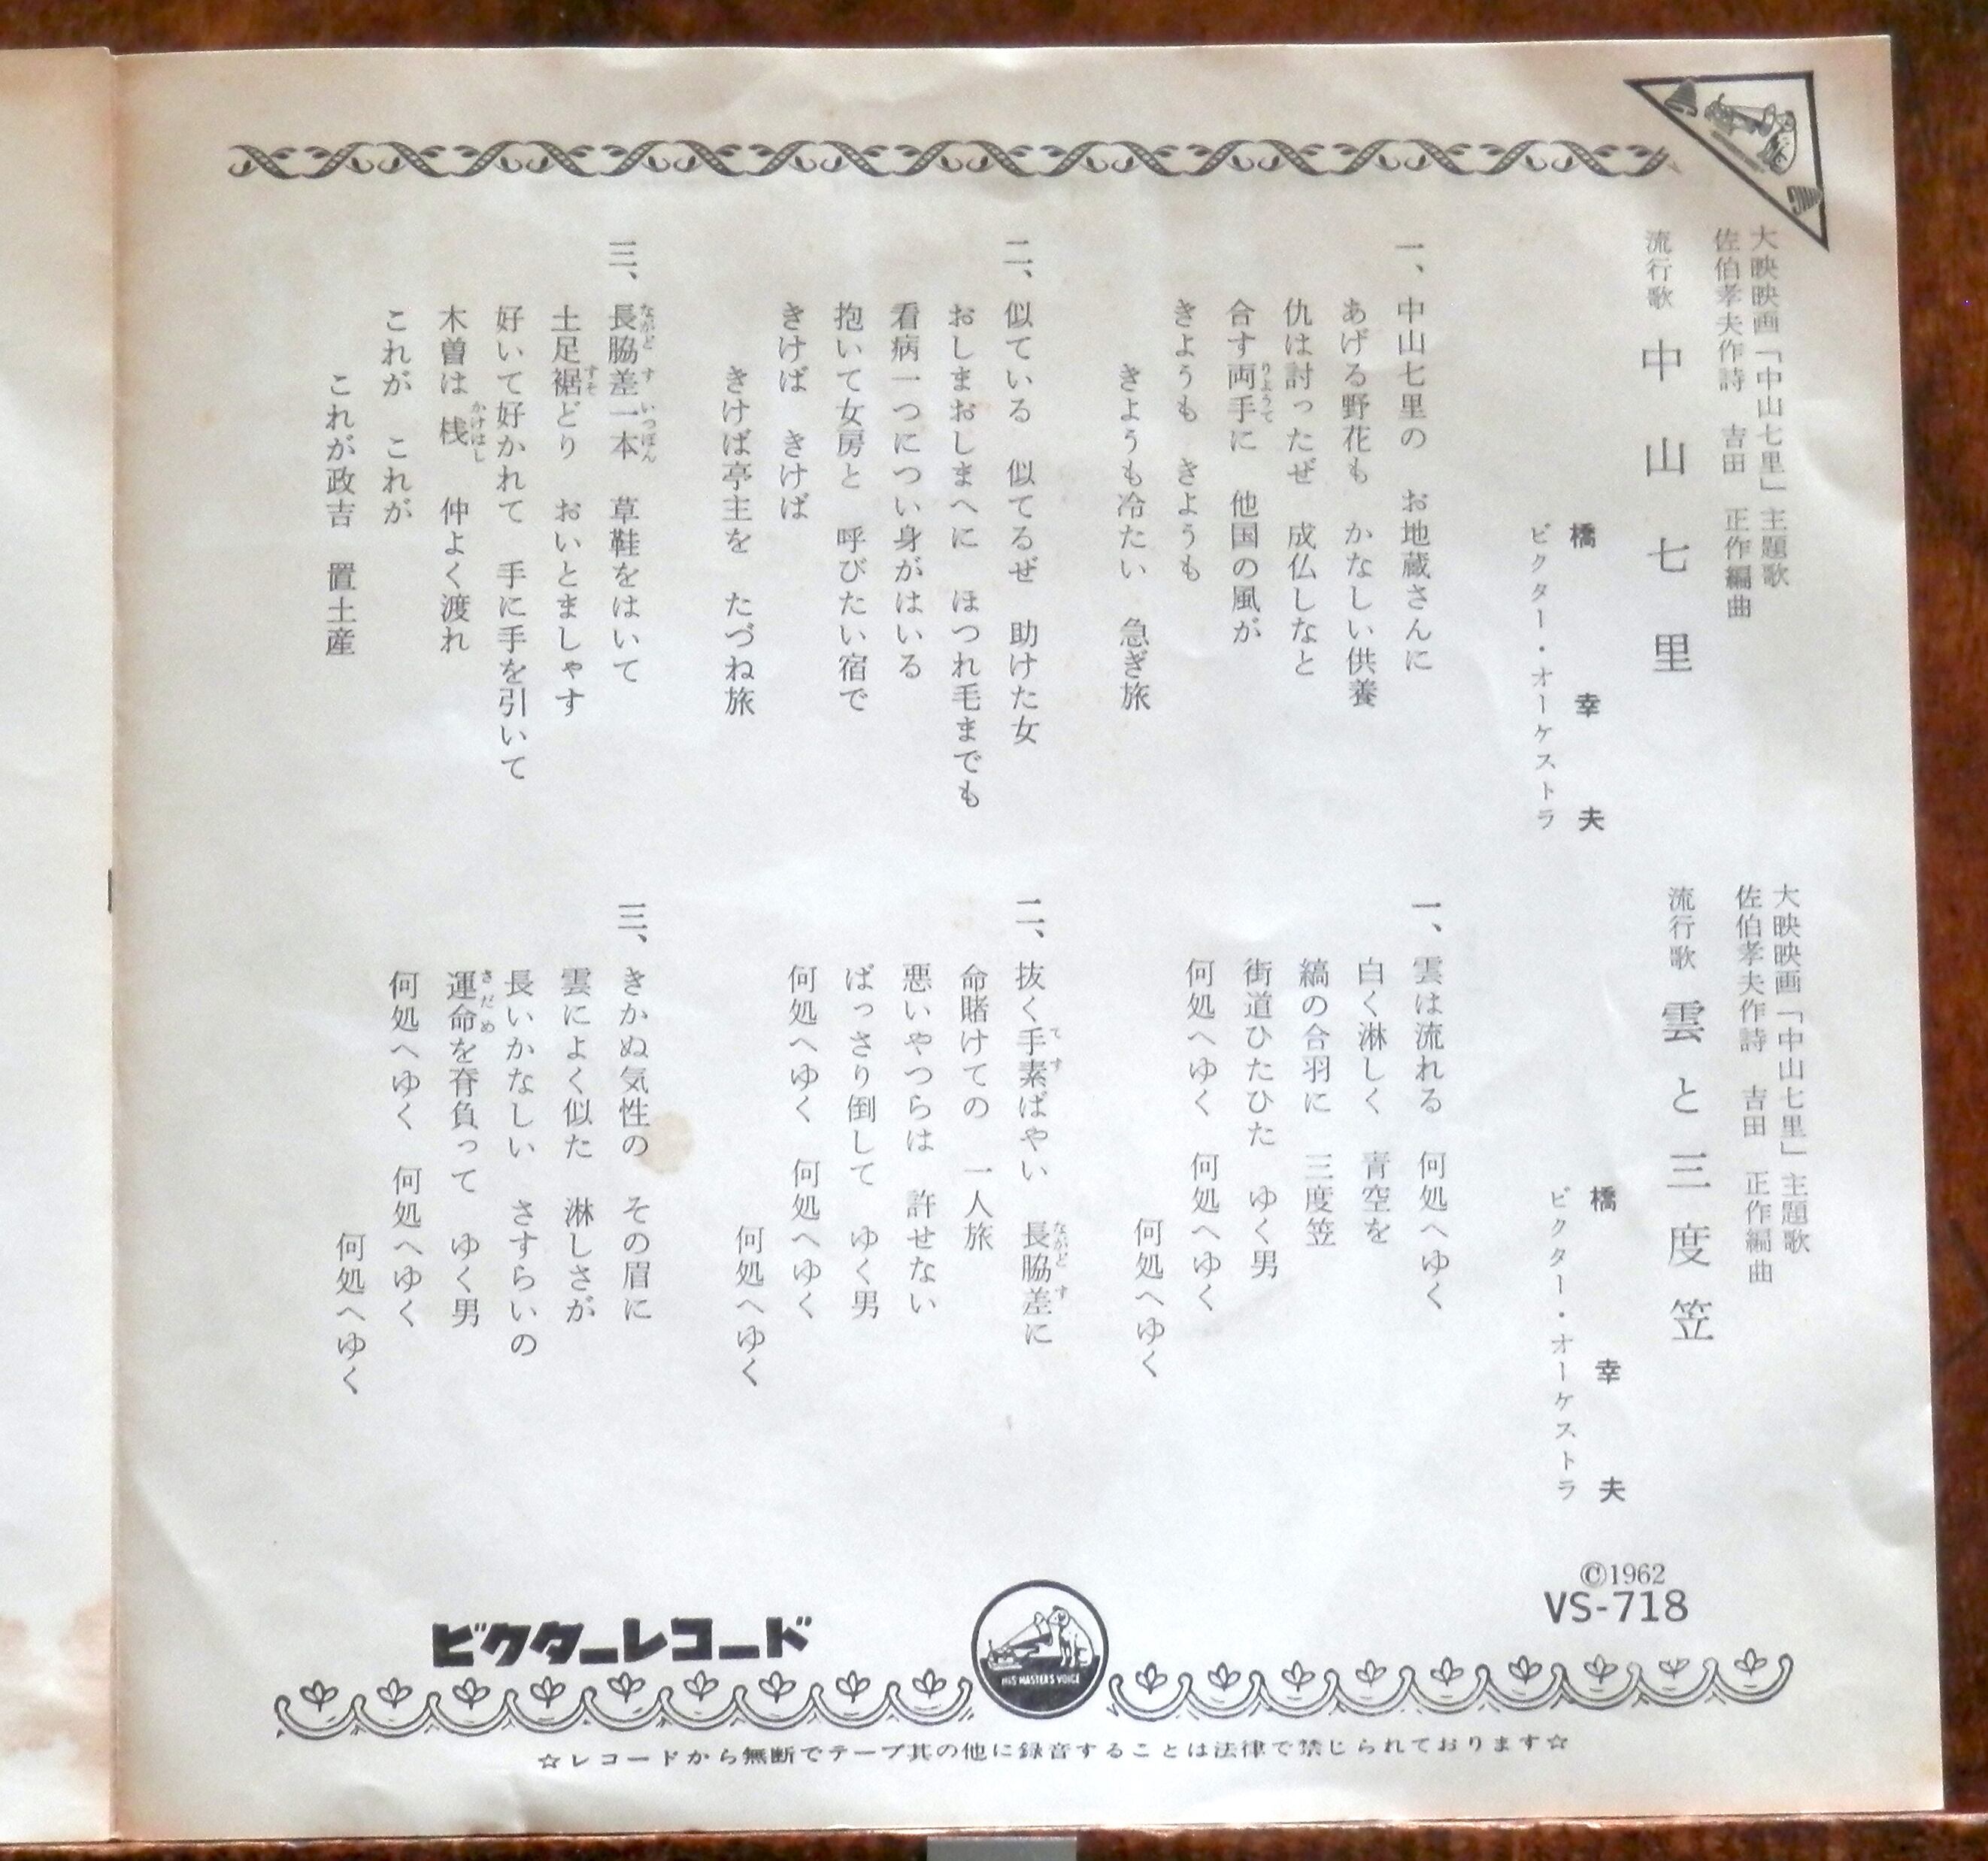 大映映画「中山七里」主題歌
佐伯孝夫作詩　吉田　正作編曲
流行歌　中山七里
橋　幸　夫
ビクター・オーケストラ
一、中山七里の　お地蔵さんに
あげる野花も　かなしい供養
仇は討ったぜ　成仏しなと
合す両手に　他国の風が
きようも　きようも
きようも冷たい　急ぎ旅
二、似ている　似てるぜ　助けた女
おしまおしまへに　ほつれ毛までも
看病一つについ身がはいる
抱いて女房と　呼びたい宿で
きけば　きけば
きけば亭主を　たづね旅
三、長脇差一本　草鞋をはいて
土足裾どり　おいとましゃす
好いて好かれて　手に手を引いて
木曽は桟　仲よく渡れ
これが　これが
これが政吉　置土産
大映映画「中山七里」主題歌
佐伯孝夫作詩　吉田　正作編曲
流行歌　雲と三度笠
橋　幸　夫
ビクター・オーケストラ
一、雲は流れる　何処へゆく
白く淋しく　青空を
縞の合羽に　三度笠
街道ひたひた　ゆく男
何処へゆく　何処へゆく
何処へゆく
二、抜く手素ばやい　長脇差に
命賭けての　一人旅
悪いやつらは　許せない
ばっさり倒して　ゆく男
何処へゆく　何処へゆく
何処へゆく
三、きかぬ気性の　その眉に
雲によく似た　淋しさが
長いかなしい　さすらいの
運命を脊負って　ゆく男
何処へゆく　何処へゆく
何処へゆく
©1962
VS-718
ビクターレコード
HIS MASTER'S VOICE
☆レコードから無断でテープ其の他に録音することは法律で禁じられております☆